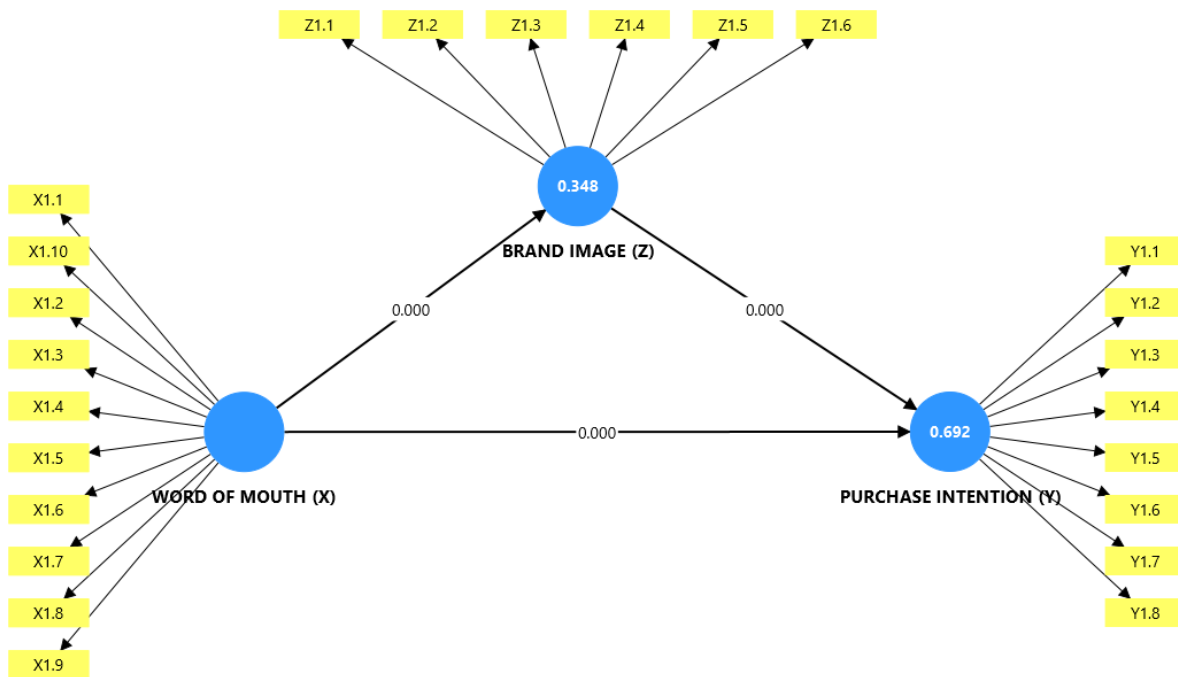 Z1.1
Z1.2
Z1.3
Z1.4
Z1.5
Z1.6
0.348
BRAND IMAGE (Z)
X1.1
X1.10
X1.2
X1.3
X1.4
X1.5
X1.6
X1.7
X1.8
X1.9
0.000
0.000
0.000
WORD OF MOUTH (X)
0.692
PURCHASE INTENTION (Y)
Y1.1
Y1.2
Y1.3
Y1.4
Y1.5
Y1.6
Y1.7
Y1.8